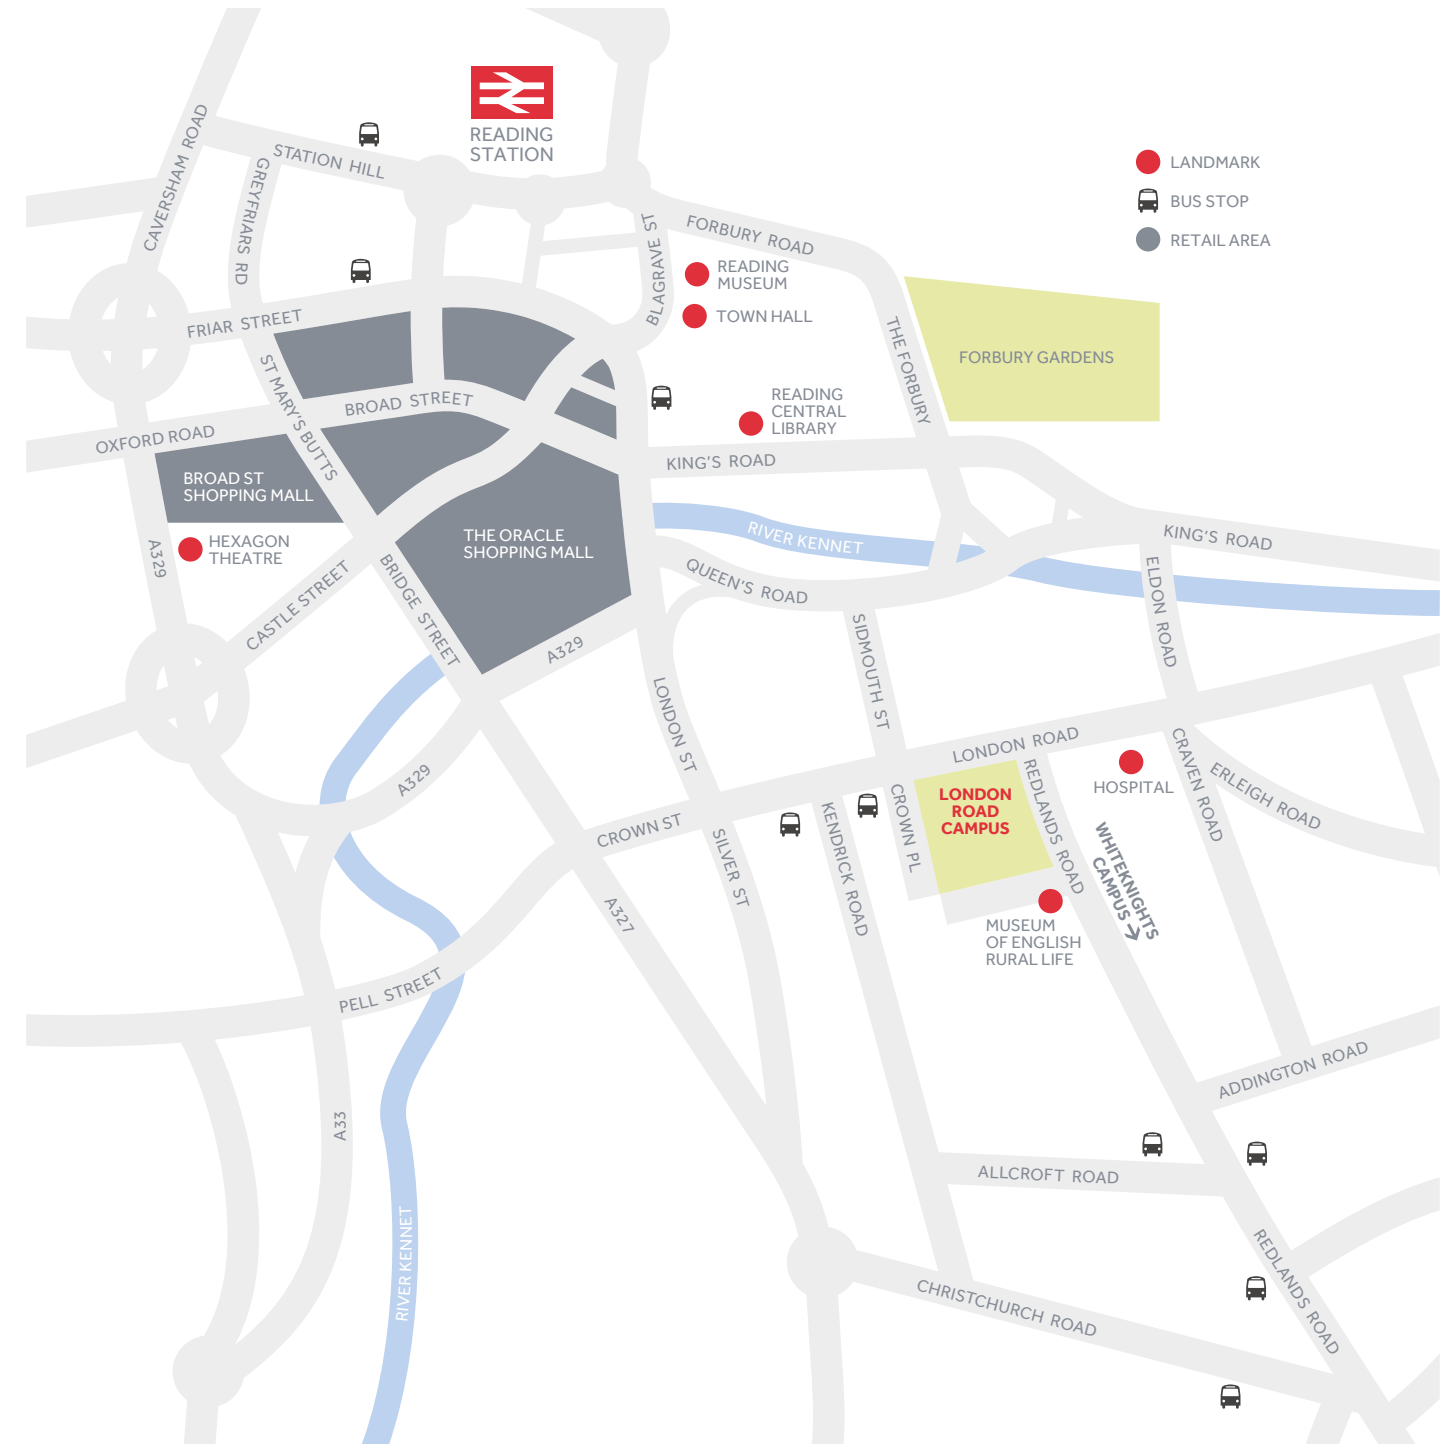 READING
STATION
LANDMARK
BUS STOP
RETAIL AREA
CAVERSHAM ROAD
STATION HILL
GREYFRIARS RD
BLAGRAVE ST
FORBURY ROAD
READING
MUSEUM
TOWN HALL
FRIAR STREET
THE FORBURY
FORBURY GARDENS
ST MARY'S BUTTS
BROAD STREET
READING
CENTRAL
LIBRARY
OXFORD ROAD
KING'S ROAD
BROAD ST
SHOPPING MALL
THE ORACLE
SHOPPING MALL
RIVER KENNET
KING'S ROAD
A329
HEXAGON
THEATRE
CASTLE STREET
BRIDGE STREET
QUEEN'S ROAD
ELDON ROAD
A329
SIDMOUTH ST
LONDON ST
LONDON ROAD
A329
HOSPITAL
CRAVEN ROAD
ERLEIGH ROAD
CROWN ST
SILVER ST
KENDRICK ROAD
CROWN PL
LONDON
ROAD
CAMPUS
REDLANDS ROAD
WHITEKNIGHTS
CAMPUS
A327
MUSEUM
OF ENGLISH
RURAL LIFE
PELL STREET
A33
ADDINGTON ROAD
ALLCROFT ROAD
RIVER KENNET
REDLANDS ROAD
CHRISTCHURCH ROAD